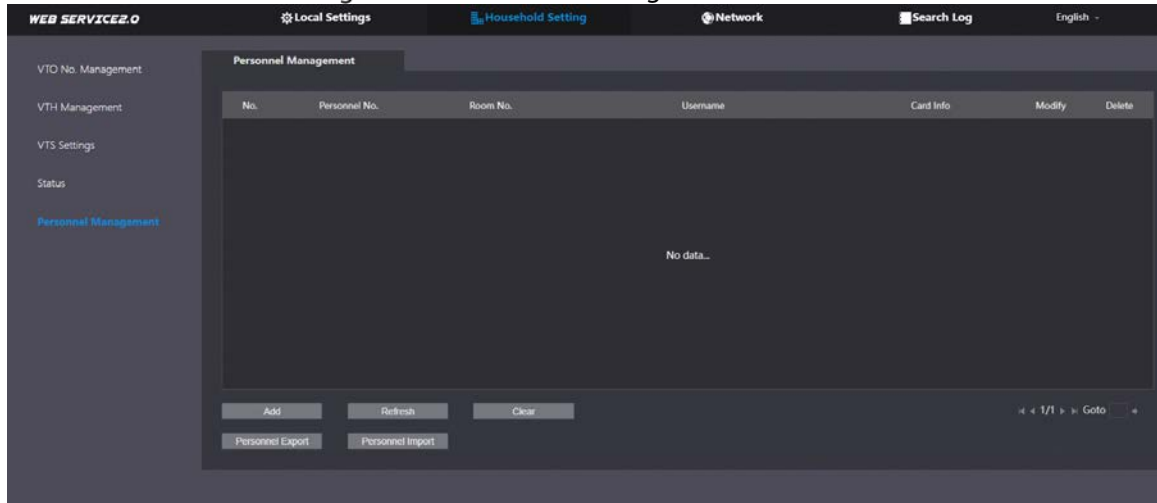 WEB SERVICE2.0 Local Settings Household Setting Network Search Log English
VTO No. Management
Personnel Management
VTH Management
No. Personnel No. Room No. Username Card Info Modify Delete
VTS Settings
Status
Personnel Management
No data...
Add Refresh Clear 1/1 Goto
Personnel Export Personnel Import